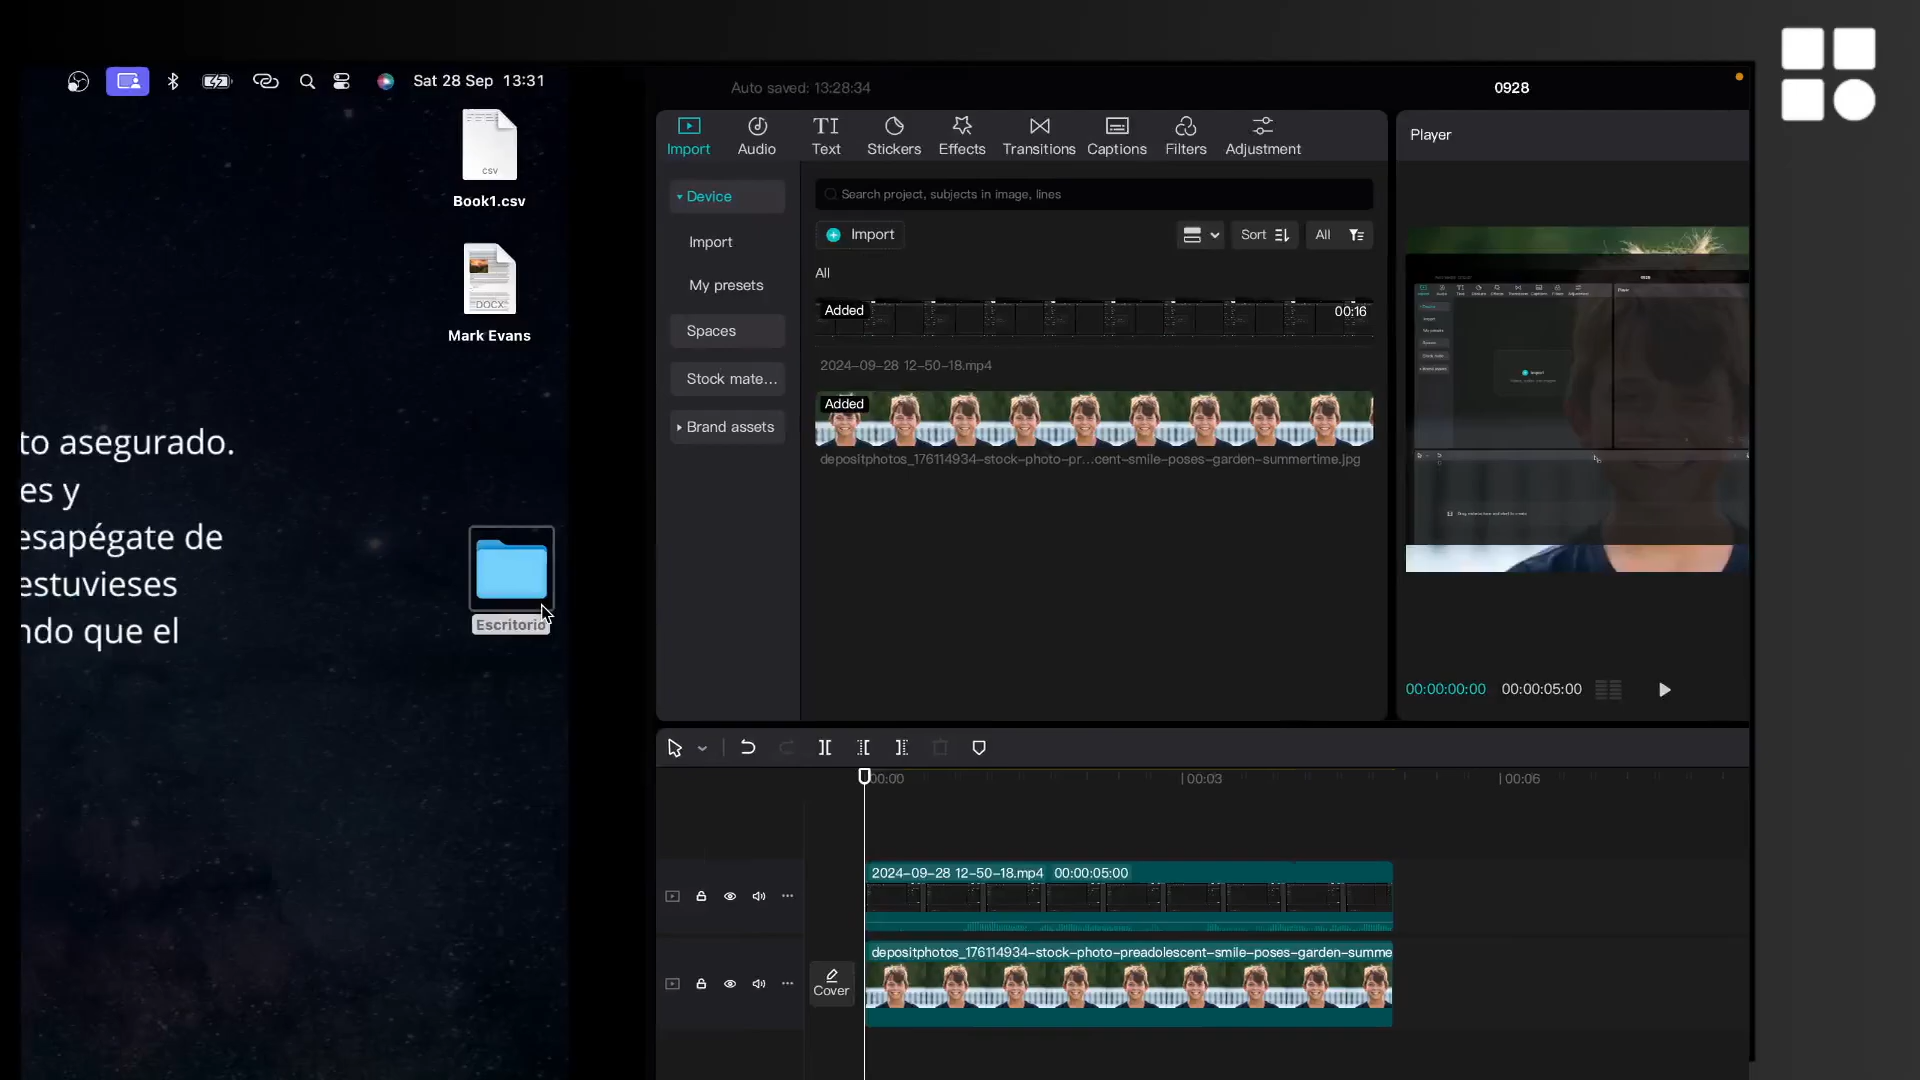 Sat 28 Sep 13:31
CSV
Book1.csv
DOCX
Mark Evans
to asegurado.
es y
esapégate de
estuvieses
ndo que el
Escritorio
Auto saved: 13:28:34
0928
Import
Audio
TI
Text
Stickers
Effects
Transitions
Captions
Filters
Adjustment
Player
Device
Import
My presets
Spaces
Stock mate...
Brand assets
Search project, subjects in image, lines
Import
Sort
All
All
Added
00:16
2024-09-28 12-50-18.mp4
Added
depositphotos_176114934-stock-photo-pr...cent-smile-poses-garden-summertime.jpg
00:00:00:00
00:00:05:00
00:00
00:03
00:06
2024-09-28 12-50-18.mp4 00:00:05:00
depositphotos_176114934-stock-photo-preadolescent-smile-poses-garden-summe
Cover